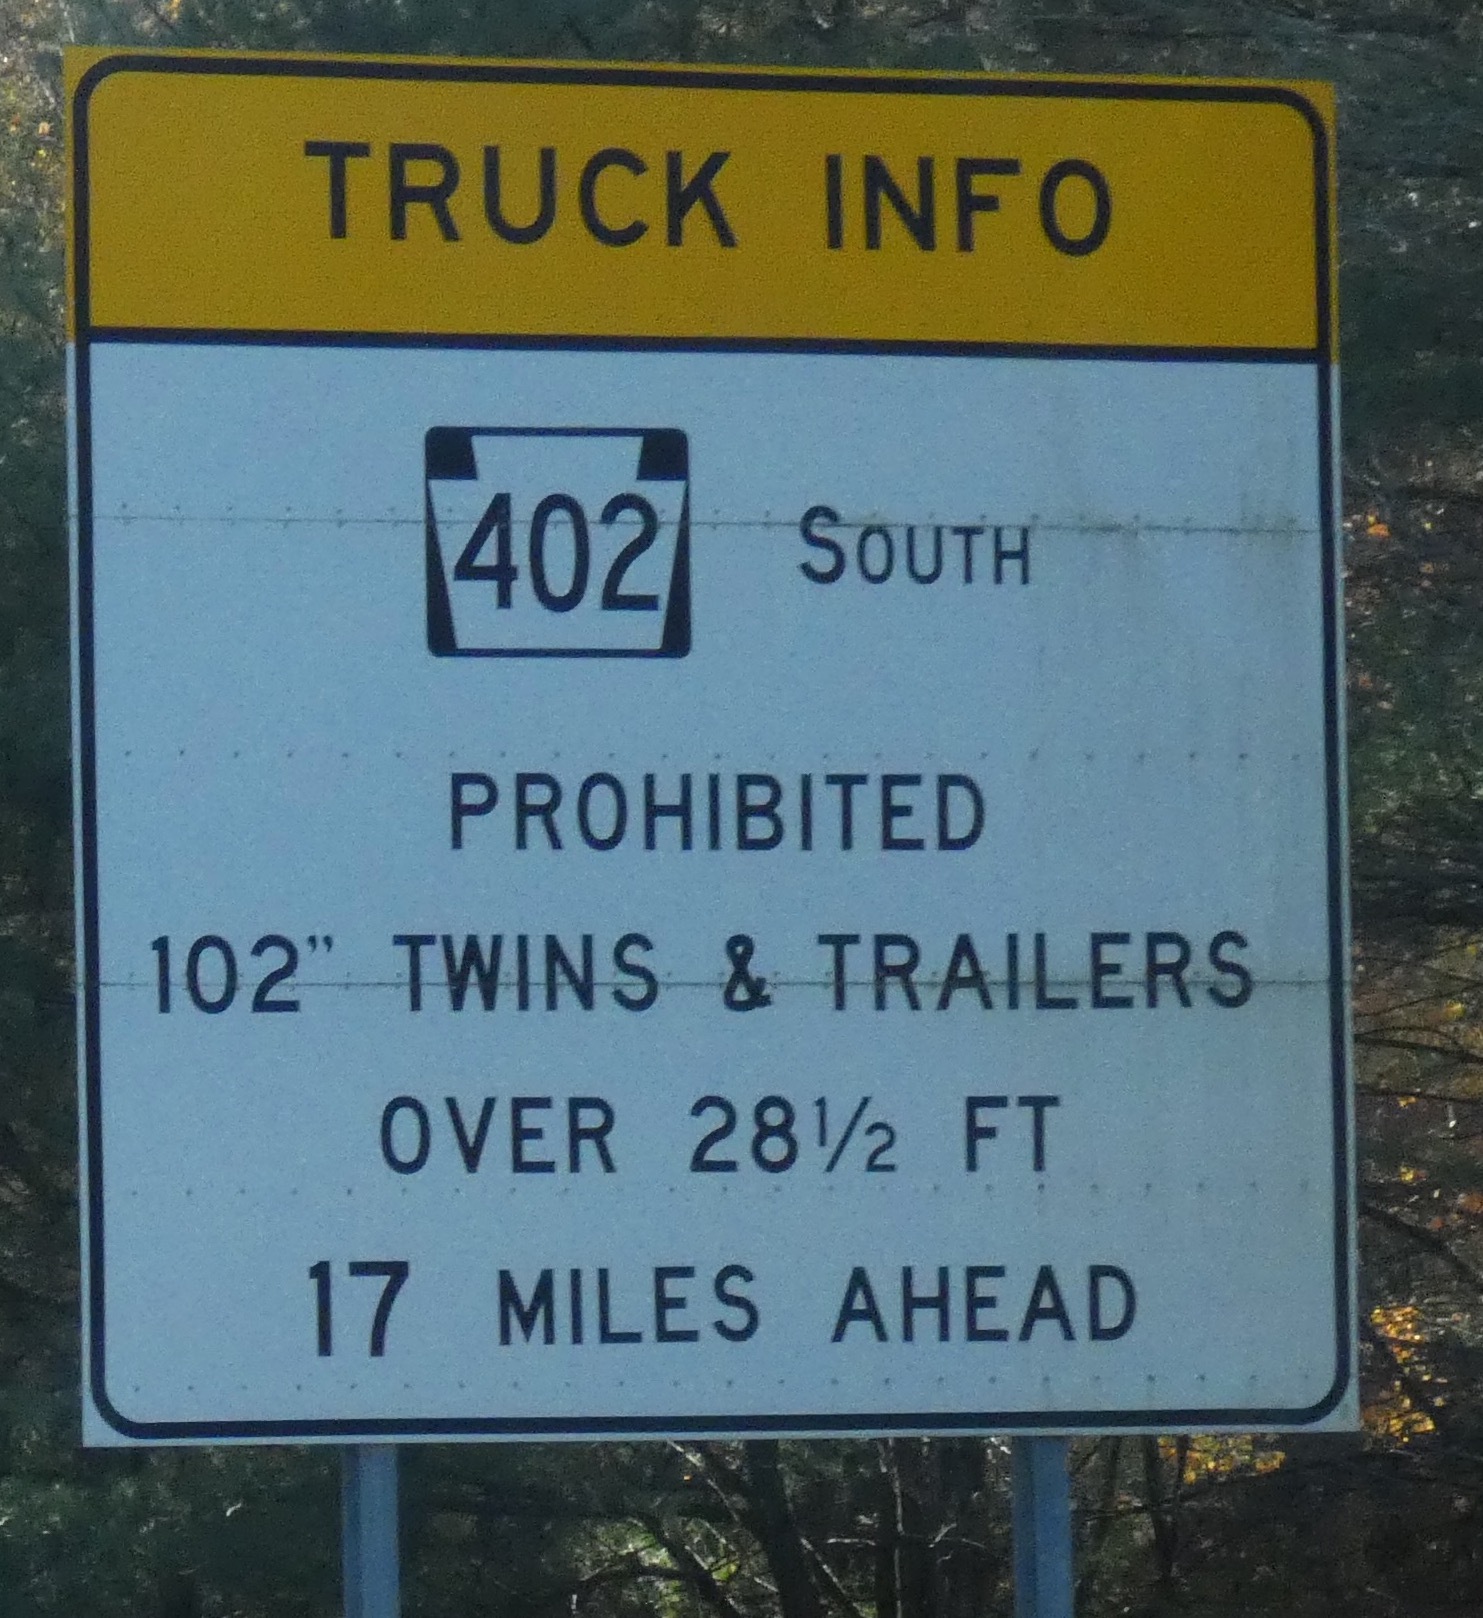 TRUCK INFO
402 SOUTH
PROHIBITED
102" TWINS & TRAILERS
OVER 28½ FT
17 MILES AHEAD